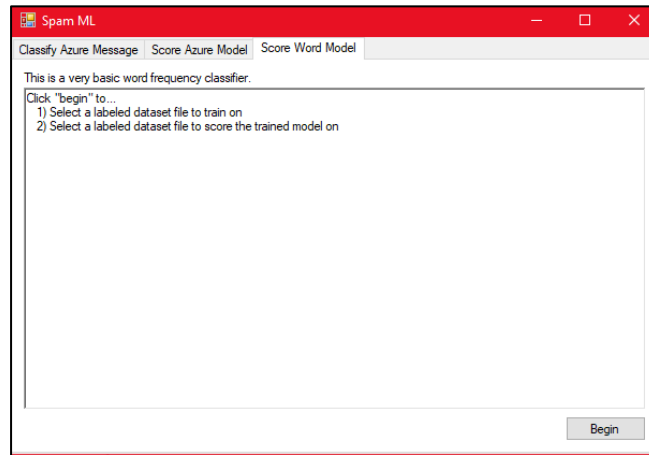 Spam ML
Classify Azure Message Score Azure Model Score Word Model
This is a very basic word frequency classifier.
Click "begin" to...
1) Select a labeled dataset file to train on
2) Select a labeled dataset file to score the trained model on
Begin